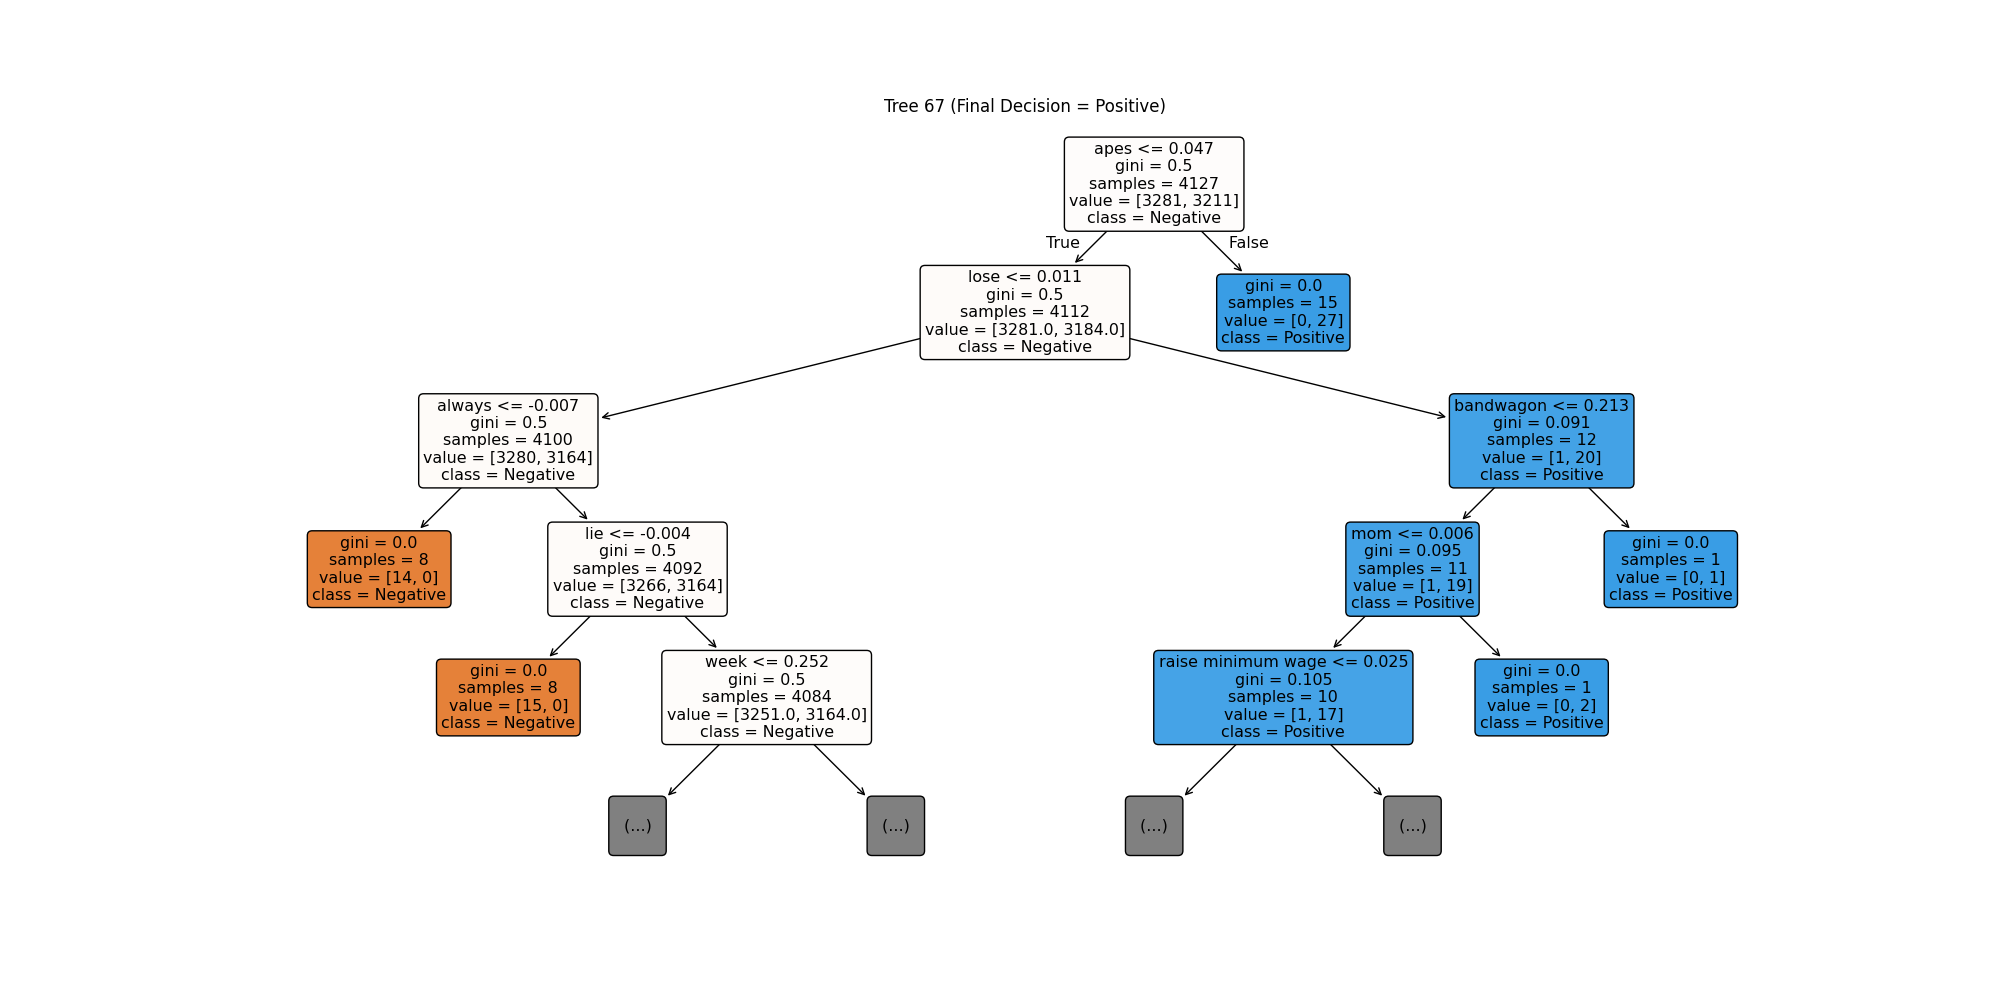 Tree 67 (Final Decision = Positive)
apes <= 0.047
gini = 0.5
samples = 4127
value = [3281, 3211]
class = Negative
True
False
lose <= 0.011
gini = 0.5
samples = 4112
value = [3281.0, 3184.0]
class = Negative
gini = 0.0
samples = 15
value = [0, 27]
class = Positive
always <= -0.007
gini = 0.5
samples = 4100
value = [3280, 3164]
class = Negative
bandwagon <= 0.213
gini = 0.091
samples = 12
value = [1, 20]
class = Positive
gini = 0.0
samples = 8
value = [14, 0]
class = Negative
lie <= -0.004
gini = 0.5
samples = 4092
value = [3266, 3164]
class = Negative
mom <= 0.006
gini = 0.095
samples = 11
value = [1, 19]
class = Positive
gini = 0.0
samples = 1
value = [0, 1]
class = Positive
gini = 0.0
samples = 8
value = [15, 0]
class = Negative
week <= 0.252
gini = 0.5
samples = 4084
value = [3251.0, 3164.0]
class = Negative
raise minimum wage <= 0.025
gini = 0.105
samples = 10
value = [1, 17]
class = Positive
gini = 0.0
samples = 1
value = [0, 2]
class = Positive
(...)
(...)
(...)
(...)